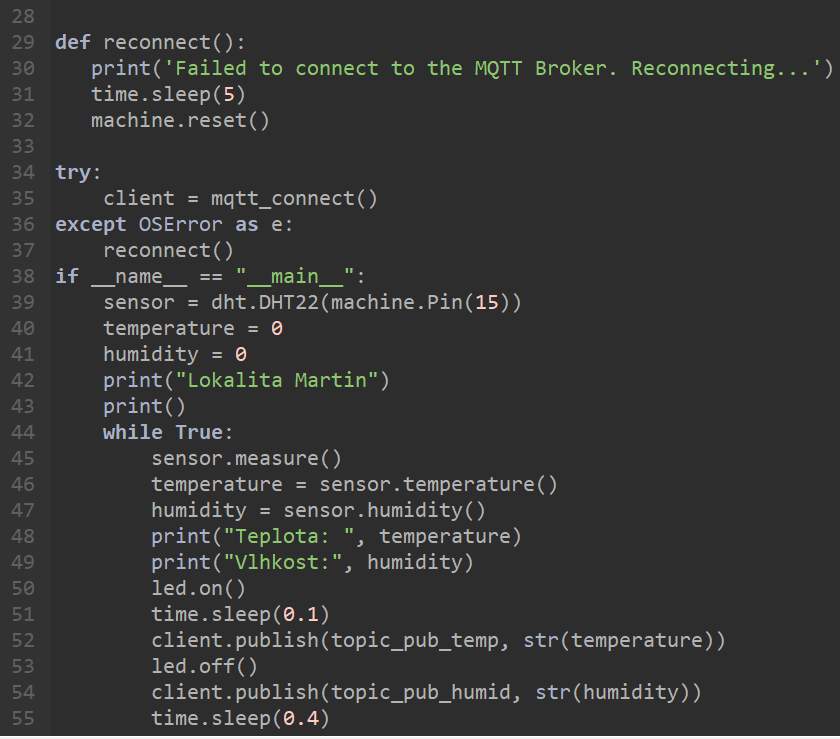 28
29 def reconnect():
30    print('Failed to connect to the MQTT Broker. Reconnecting...')
31    time.sleep(5)
32    machine.reset()
33
34 try:
35     client = mqtt_connect()
36 except OSError as e:
37     reconnect()
38 if __name__ == "__main__":
39     sensor = dht.DHT22(machine.Pin(15))
40     temperature = 0
41     humidity = 0
42     print("Lokalita Martin")
43     print()
44     while True:
45         sensor.measure()
46         temperature = sensor.temperature()
47         humidity = sensor.humidity()
48         print("Teplota: ", temperature)
49         print("Vlhkost:", humidity)
50         led.on()
51         time.sleep(0.1)
52         client.publish(topic_pub_temp, str(temperature))
53         led.off()
54         client.publish(topic_pub_humid, str(humidity))
55         time.sleep(0.4)